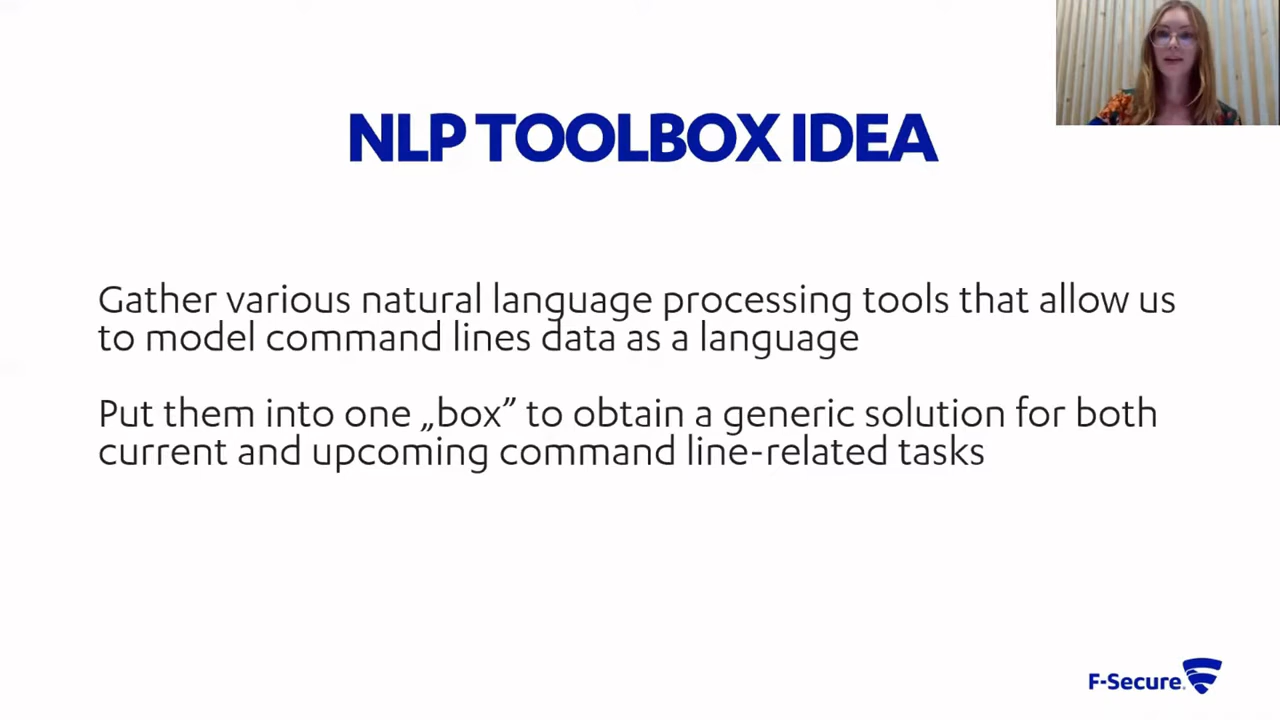 NLP TOOLBOX IDEA
Gather various natural language processing tools that allow us
to model command lines data as a language
Put them into one „box” to obtain a generic solution for both
current and upcoming command line-related tasks
F-Secure.